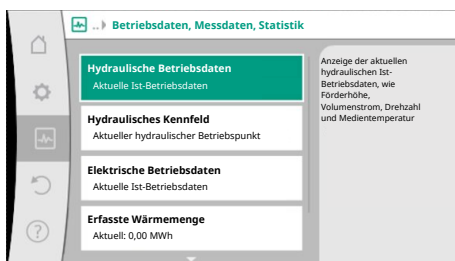 ..▸ Betriebsdaten, Messdaten, Statistik
Hydraulische Betriebsdaten
Aktuelle Ist-Betriebsdaten
Hydraulisches Kennfeld
Aktueller hydraulischer Betriebspunkt
Elektrische Betriebsdaten
Aktuelle Ist-Betriebsdaten
Erfasste Wärmemenge
Aktuell: 0,00 MWh
Anzeige der aktuellen
hydraulischen Ist-
Betriebsdaten, wie
Förderhöhe,
Volumenstrom, Drehzahl
und Medientemperatur
?